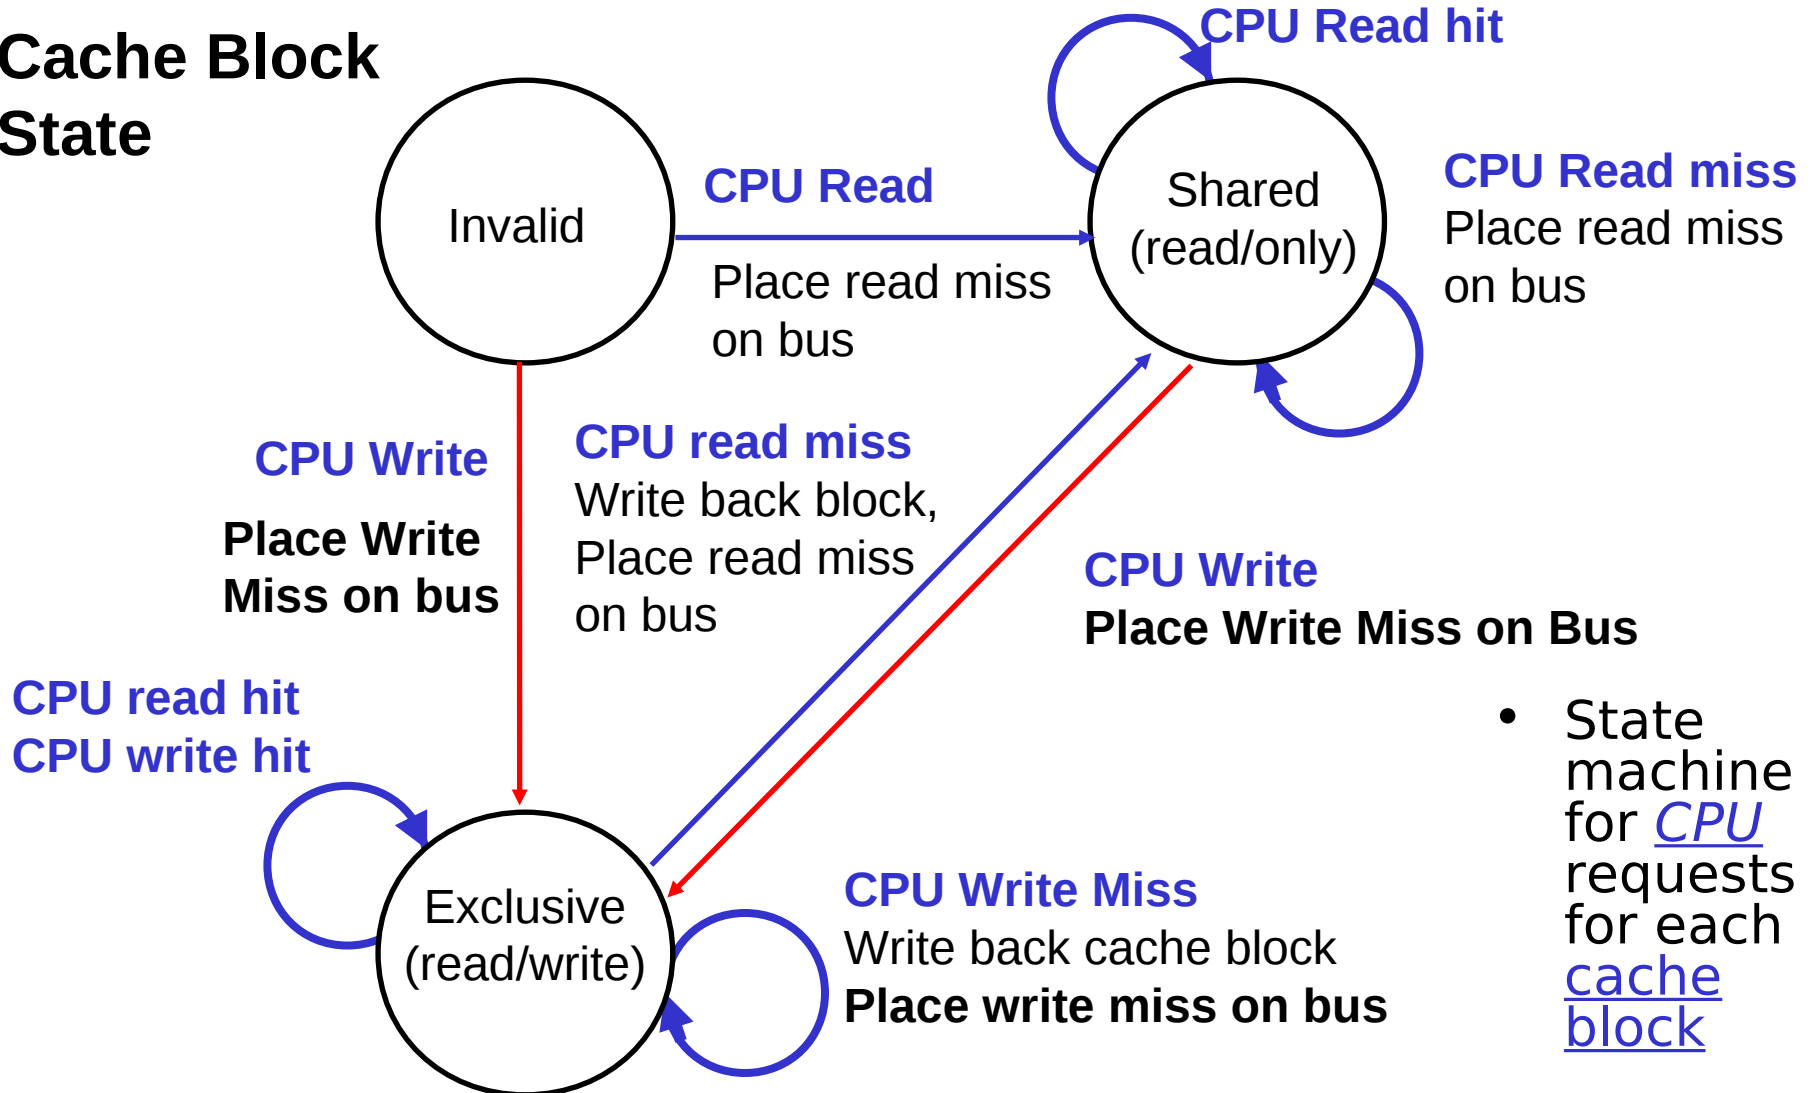 Cache Block
State
CPU Read hit
Invalid
CPU Read
Place read miss
on bus
Shared
(read/only)
CPU Read miss
Place read miss
on bus
CPU Write
Place Write
Miss on bus
CPU read miss
Write back block,
Place read miss
on bus
CPU Write
Place Write Miss on Bus
CPU read hit
CPU write hit
Exclusive
(read/write)
CPU Write Miss
Write back cache block
Place write miss on bus
• State
machine
for CPU
requests
for each
cache
block